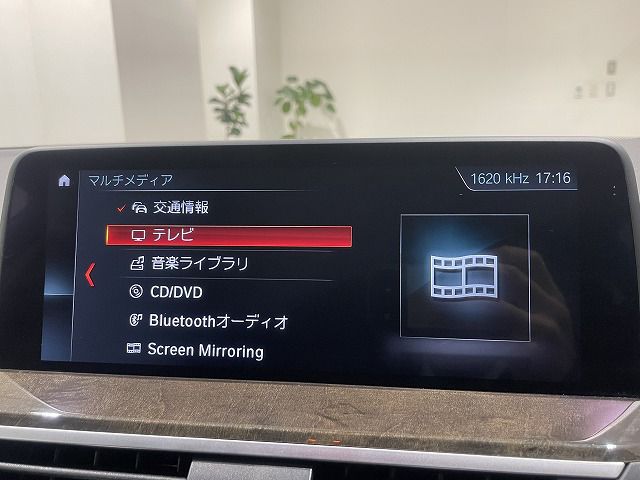 マルチメディア
1620 kHz 17:16
交通情報
テレビ
音楽ライブラリ
CD/DVD
Bluetoothオーディオ
Screen Mirroring